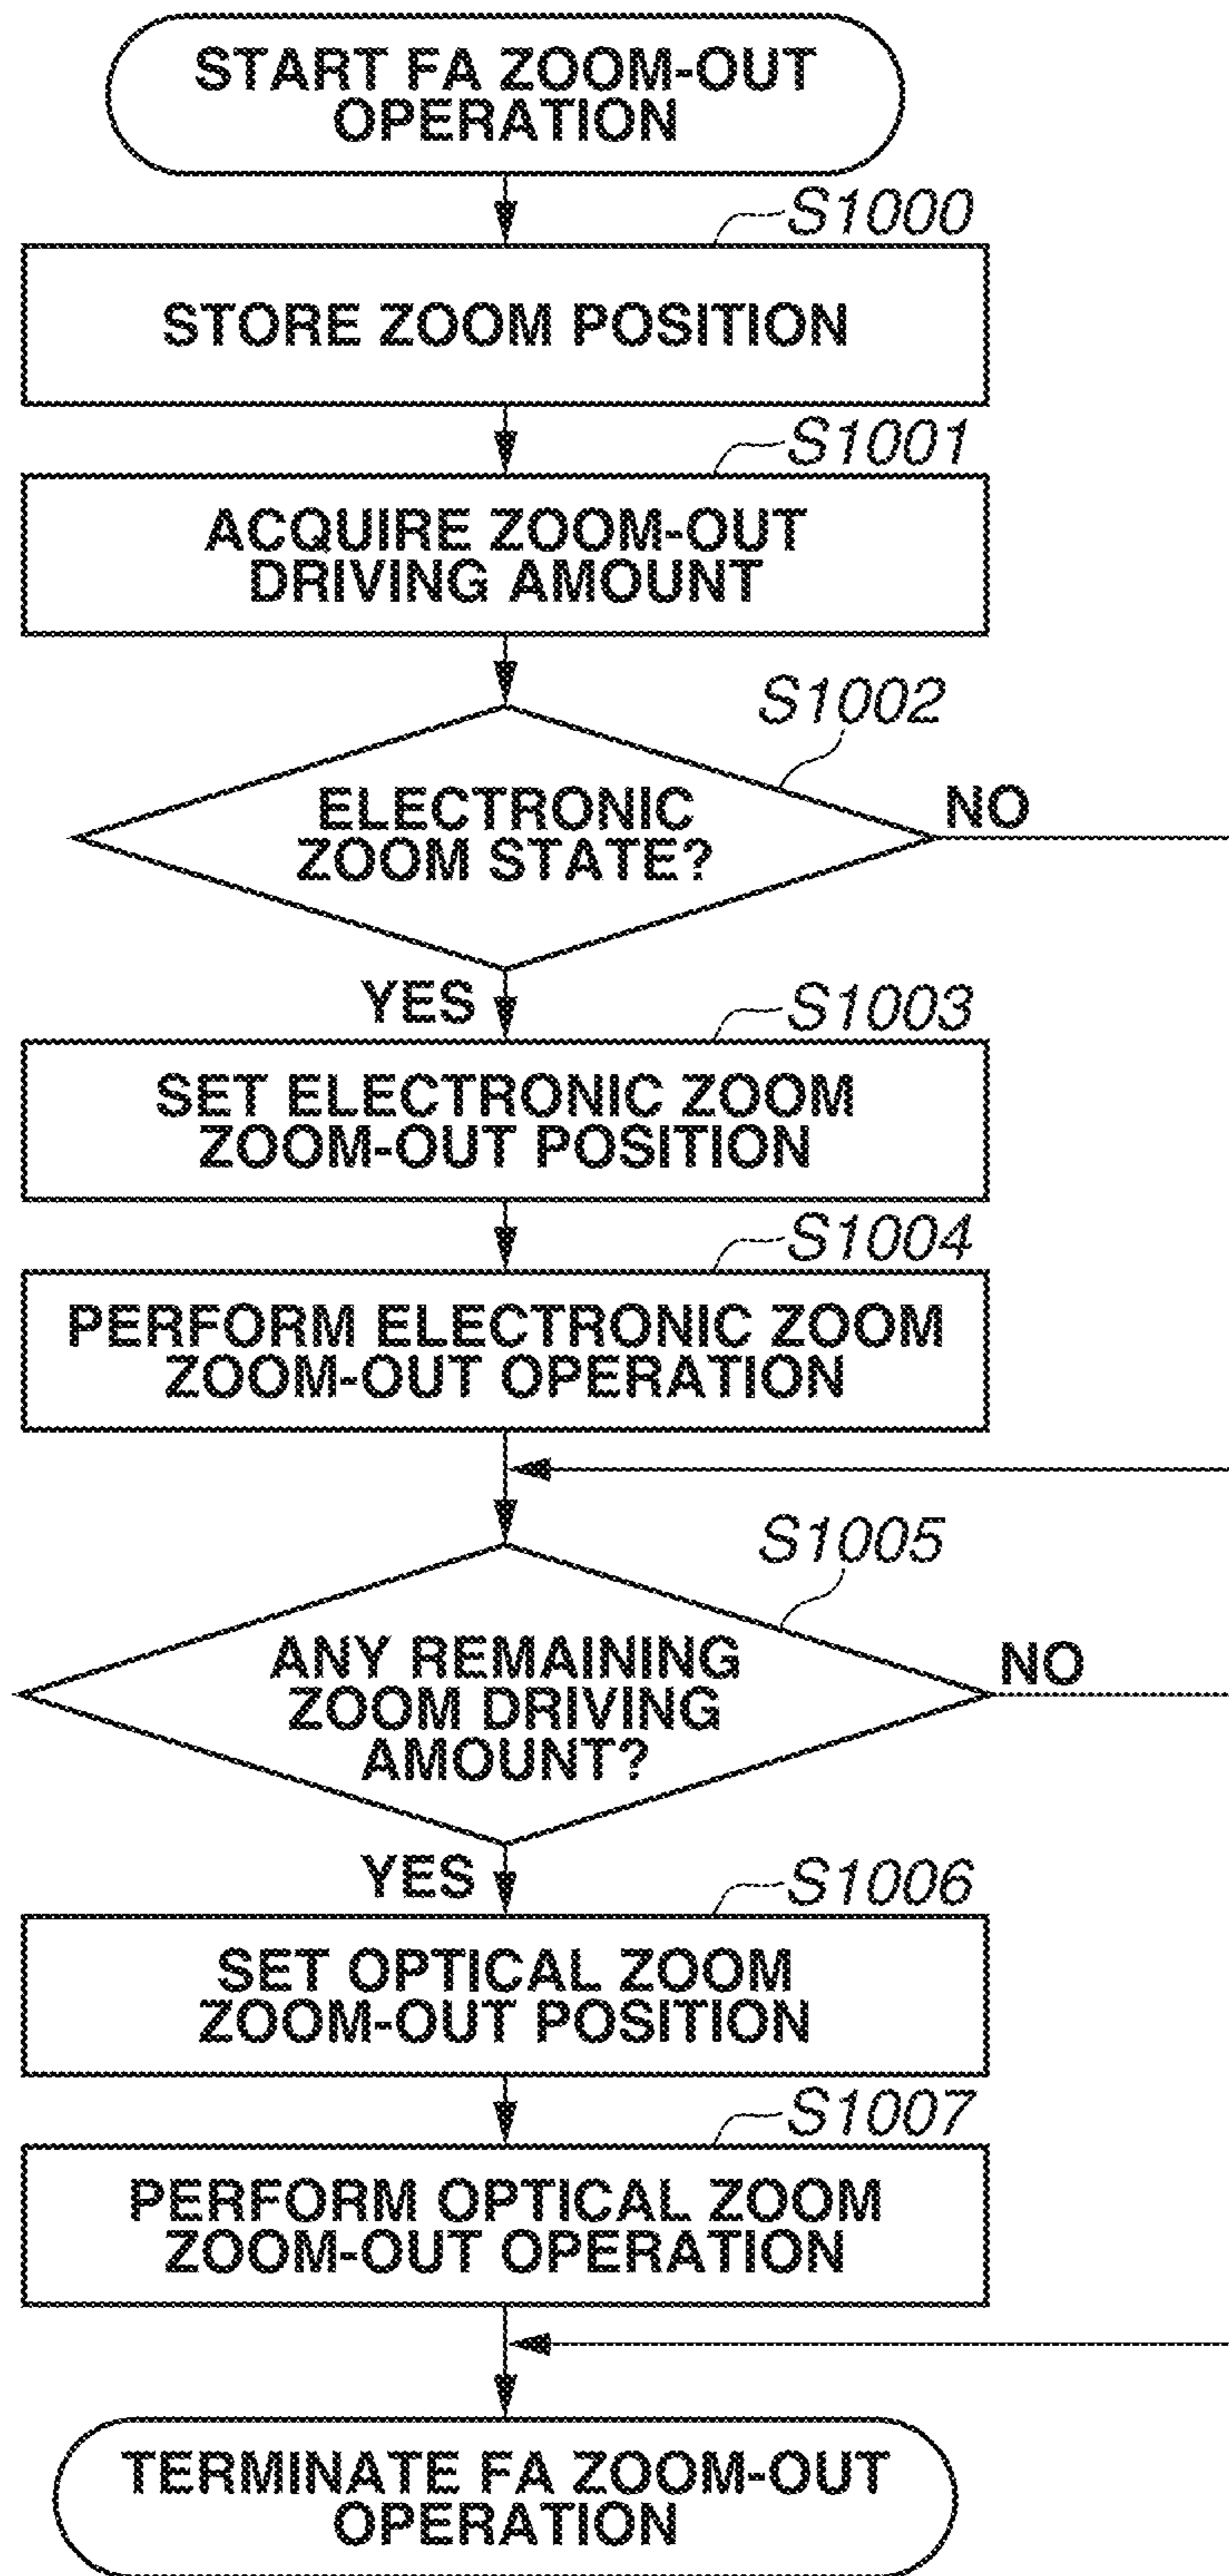 START FA ZOOM-OUT
OPERATION
S1000
STORE ZOOM POSITION
S1001
ACQUIRE ZOOM-OUT
DRIVING AMOUNT
S1002
ELECTRONIC
ZOOM STATE?
NO
YES
S1003
SET ELECTRONIC ZOOM
ZOOM-OUT POSITION
S1004
PERFORM ELECTRONIC ZOOM
ZOOM-OUT OPERATION
S1005
ANY REMAINING
ZOOM DRIVING
AMOUNT?
NO
YES
S1006
SET OPTICAL ZOOM
ZOOM-OUT POSITION
S1007
PERFORM OPTICAL ZOOM
ZOOM-OUT OPERATION
TERMINATE FA ZOOM-OUT
OPERATION